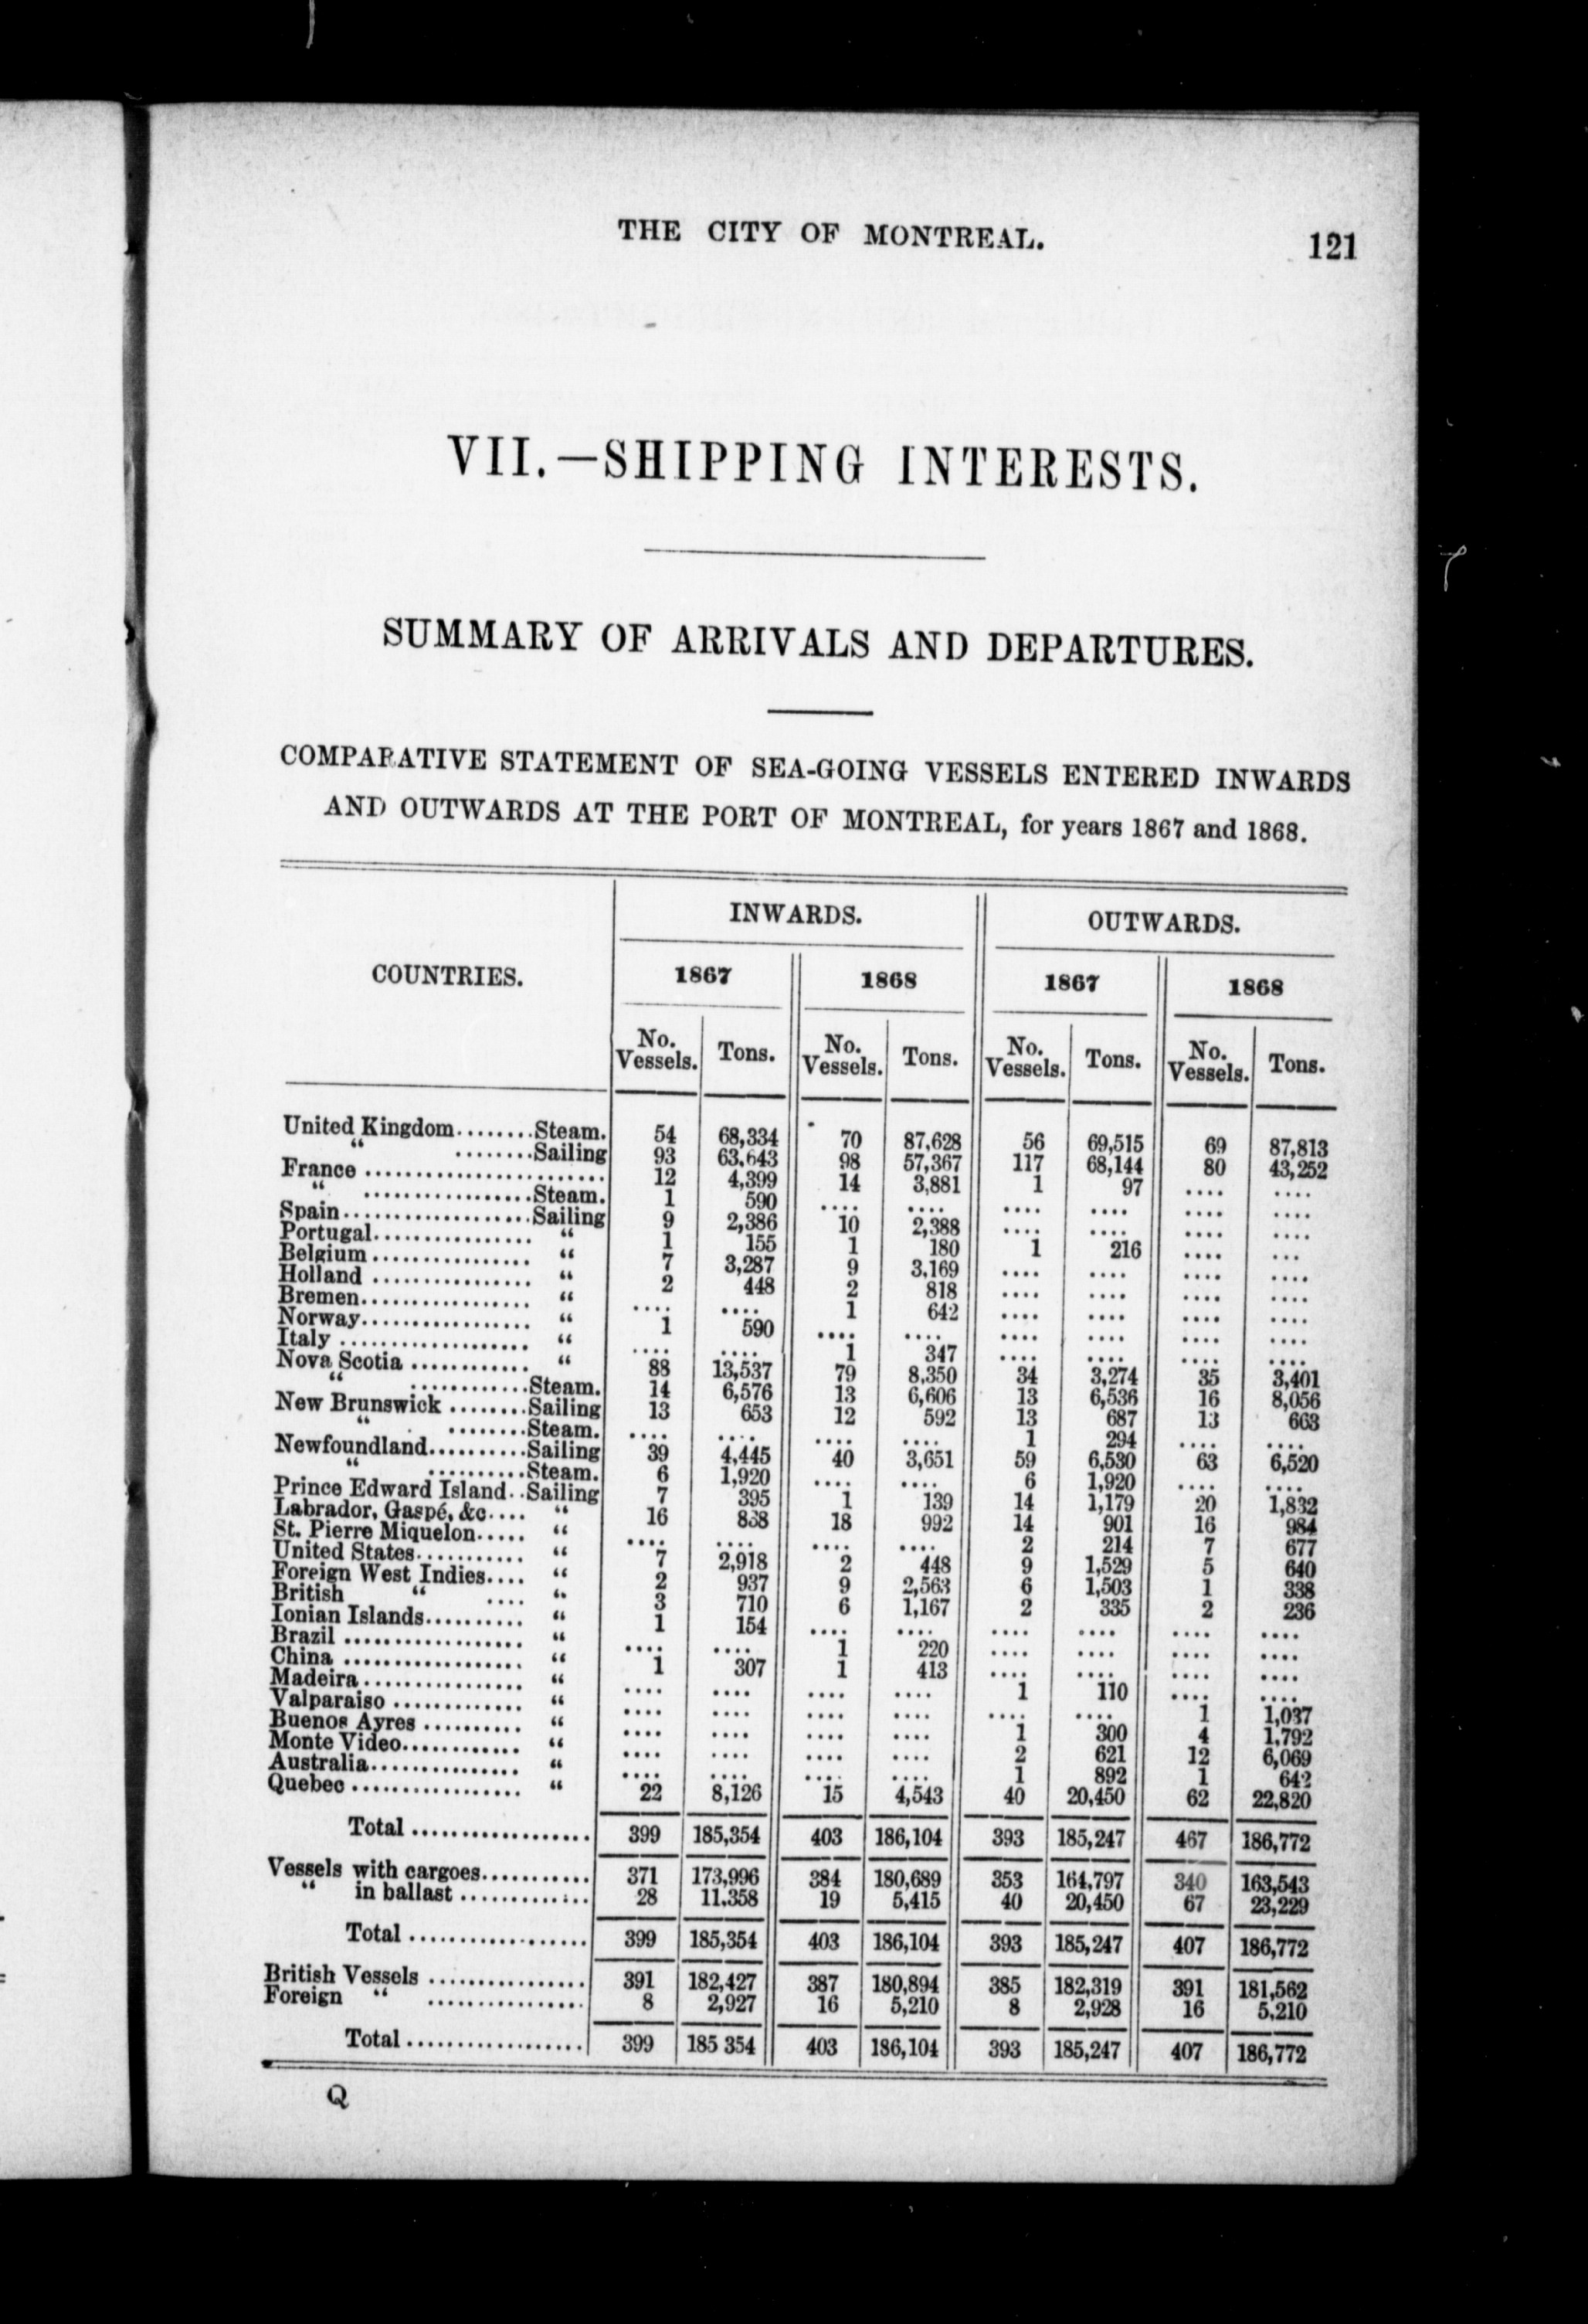 THE CITY OF MONTREAL. 121
VII.—SHIPPING INTERESTS.
SUMMARY OF ARRIVALS AND DEPARTURES.
COMPARATIVE STATEMENT OF SEA-GOING VESSELS ENTERED INWARDS
AND OUTWARDS AT THE PORT OF MONTREAL, for years 1867 and 1868.
COUNTRIES. INWARDS. OUTWARDS.
1867 1868 1867 1868
No. Vessels. Tons. No. Vessels. Tons. No. Vessels. Tons. No. Vessels. Tons.
United Kingdom........Steam. 54 68,334 70 87,628 56 69,515 69 87,813
“ ........Sailing 93 63.643 98 57,367 117 68,144 80 43,252
France ......................... 12 4,399 14 3,881 1 97 .... ....
“ .................Steam. 1 590 .... .... .... .... .... ....
Spain...................Sailing 9 2,386 10 2,388 .... .... .... ....
Portugal................ “ 1 155 1 180 1 216 .... ...
Belgium ................ “ 7 3,287 9 3,169 .... .... .... ....
Holland ................ “ 2 448 2 818 .... .... .... ....
Bremen................. “ .... .... 1 642 .... .... .... ....
Norway................. “ 1 590 .... .... .... .... .... ....
Italy ................... “ .... .... 1 347 .... .... .... ....
Nova Scotia ............ “ 88 13,537 79 8,350 34 3,274 35 3,401
“ ............Steam. 14 6,576 13 6,606 13 6,536 16 8,056
New Brunswick ........Sailing 13 653 12 592 13 687 13 663
“ ........Steam. .... .... .... .... 1 294 .... ....
Newfoundland..........Sailing 39 4,445 40 3,651 59 6,530 63 6,520
“ ..........Steam. 6 1,920 .... .... 6 1,920 .... ....
Prince Edward Island..Sailing 7 395 1 139 14 1,179 20 1,832
Labrador, Gaspé, &c.... “ 16 838 18 992 14 901 16 984
St. Pierre Miquelon..... “ .... .... .... .... 2 214 7 677
United States........... “ 7 2,918 2 448 9 1,529 5 640
Foreign West Indies.... “ 2 937 9 2,563 6 1,503 1 338
British “ .... “ 3 710 6 1,167 2 335 2 236
Ionian Islands.......... “ 1 154 .... .... .... .... .... ....
Brazil .................. “ .... .... 1 220 .... .... .... ....
China .................. “ 1 307 1 413 .... .... .... ....
Madeira................ “ .... .... .... .... 1 110 .... ....
Valparaiso ............. “ .... .... .... .... .... .... 1 1,037
Buenos Ayres .......... “ .... .... .... .... 1 300 4 1,792
Monte Video............ “ .... .... .... .... 2 621 12 6,069
Australia............... “ .... .... .... .... 1 892 1 642
Quebec ................. “ 22 8,126 15 4,543 40 20,450 62 22,820
Total .................. 399 185,354 403 186,104 393 185,247 467 186,772
Vessels with cargoes........... 371 173,996 384 180,689 353 164,797 340 163,543
“ in ballast ............. 28 11.358 19 5,415 40 20,450 67 23,229
Total .................. 399 185,354 403 186,104 393 185,247 407 186,772
British Vessels ................ 391 182,427 387 180,894 385 182,319 391 181,562
Foreign “ ................ 8 2,927 16 5,210 8 2,928 16 5,210
Total.................. 399 185 354 403 186,104 393 185,247 407 186,772
Q